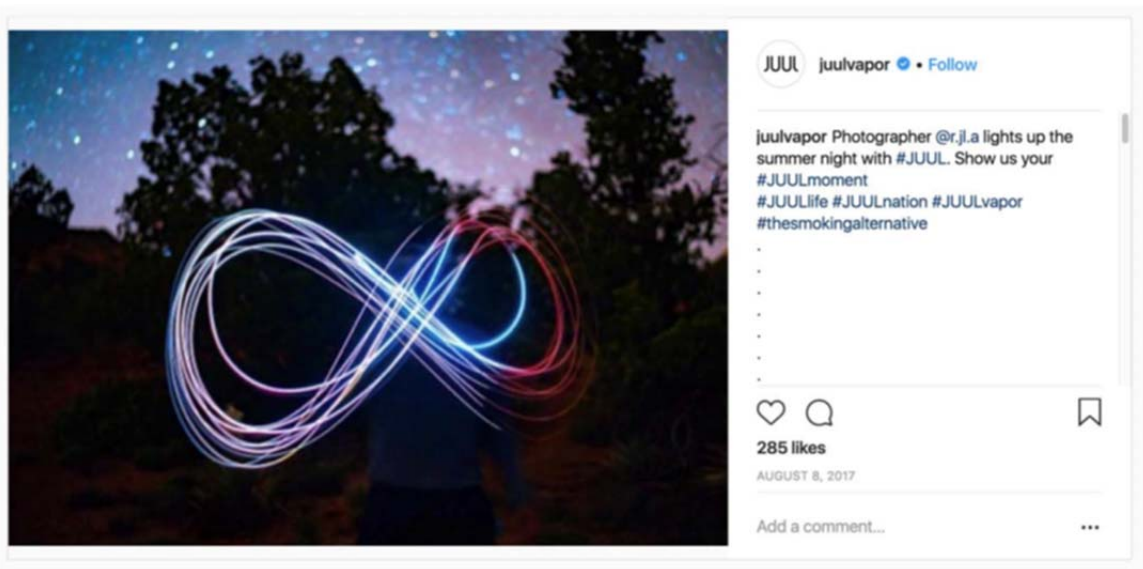 JUUL juulvapor • Follow
juulvapor Photographer @r.jl.a lights up the
summer night with #JUUL. Show us your
#JUULmoment
#JUULlife #JUULnation #JUULvapor
#thesmokingalternative
.
.
.
.
.
.
.
285 likes
AUGUST 8, 2017
Add a comment...